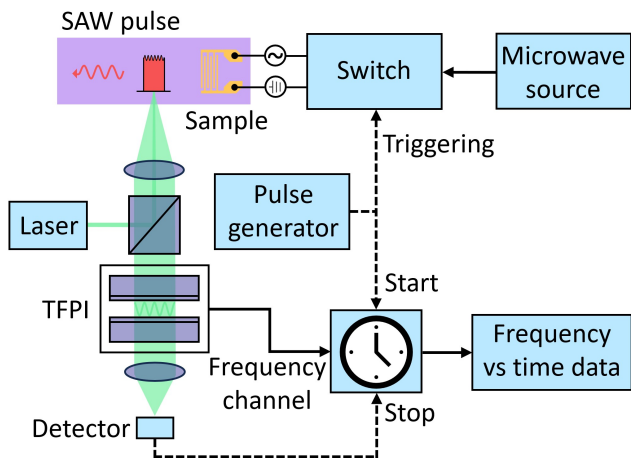 SAW pulse
Switch
Microwave
source
Sample
Triggering
Pulse
generator
Laser
Start
TFPI
Frequency
channel
Frequency
vs time data
Stop
Detector